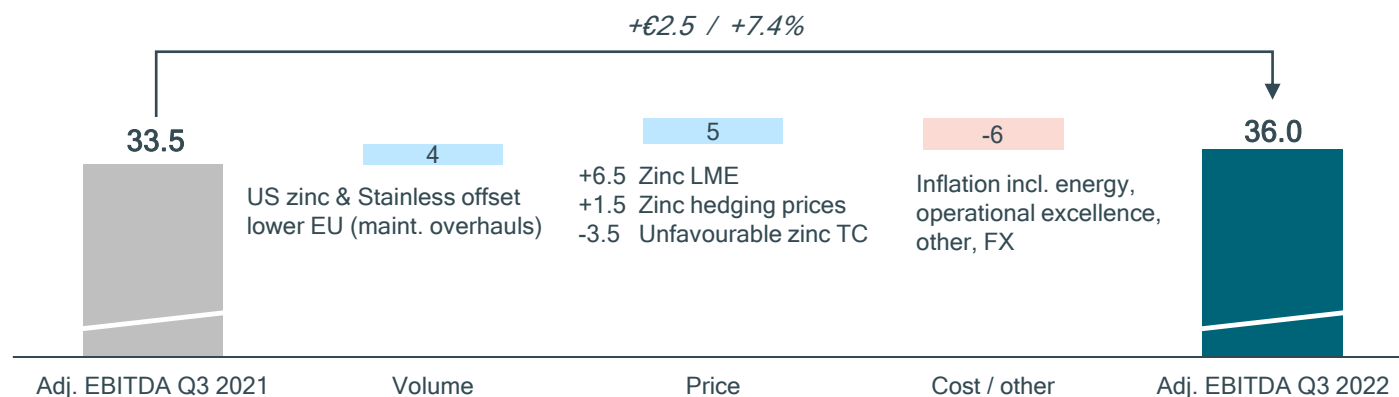 +€2.5 / +7.4%
33.5
4
US zinc & Stainless offset
lower EU (maint. overhauls)
5
+6.5 Zinc LME
+1.5 Zinc hedging prices
-3.5 Unfavourable zinc TC
-6
Inflation incl. energy,
operational excellence,
other, FX
36.0
Adj. EBITDA Q3 2021
Volume
Price
Cost / other
Adj. EBITDA Q3 2022